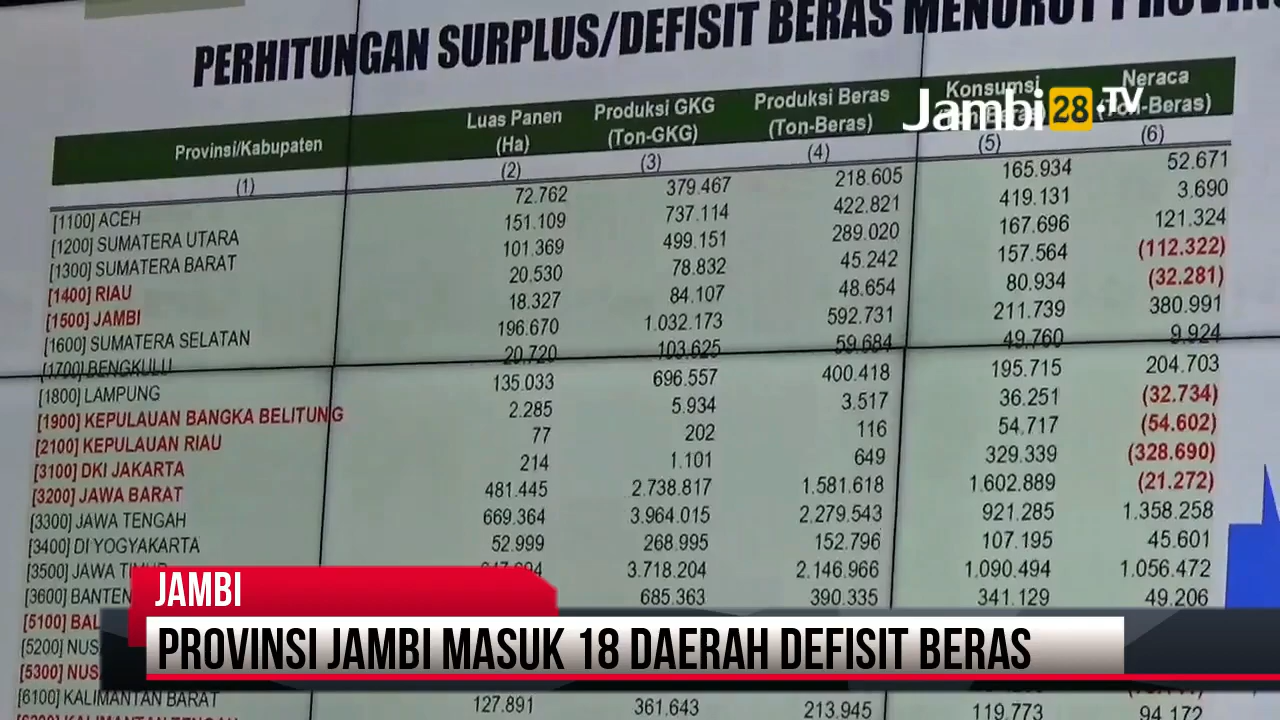 PERHITUNGAN SURPLUS/DEFISIT BERAS MENURUT PROVINS
Provinsi/Kabupaten Luas Panen (Ha) Produksi GKG (Ton-GKG) Produksi Beras (Ton-Beras) Konsumsi Neraca (Ton-Beras)
Jambi28.TV
(1) (2) (3) (4) (5) (6)
[1100] ACEH 72.762 379.467 218.605 165.934 52.671
[1200] SUMATERA UTARA 151.109 737.114 422.821 419.131 3.690
[1300] SUMATERA BARAT 101.369 499.151 289.020 167.696 121.324
[1400] RIAU 20.530 78.832 45.242 157.564 (112.322)
[1500] JAMBI 18.327 84.107 48.654 80.934 (32.281)
[1600] SUMATERA SELATAN 196.670 1.032.173 592.731 211.739 380.991
[1700] BENGKULU 20.720 103.625 59.684 49.760 9.924
[1800] LAMPUNG 135.033 696.557 400.418 195.715 204.703
[1900] KEPULAUAN BANGKA BELITUNG 2.285 5.934 3.517 36.251 (32.734)
[2100] KEPULAUAN RIAU 77 202 116 54.717 (54.602)
[3100] DKI JAKARTA 214 1.101 649 329.339 (328.690)
[3200] JAWA BARAT 481.445 2.738.817 1.581.618 1.602.889 (21.272)
[3300] JAWA TENGAH 669.364 3.964.015 2.279.543 921.285 1.358.258
[3400] DI YOGYAKARTA 52.999 268.995 152.796 107.195 45.601
[3500] JAWA 3.718.204 2.146.966 1.090.494 1.056.472
[3600] BANTEN 685.363 390.335 341.129 49.206
[5100] BAL
[5200] NUS
[5300] NUS
[6100] KALIMANTAN BARAT 127.891 361.643 213.945 119.773 94.172
JAMBI
PROVINSI JAMBI MASUK 18 DAERAH DEFISIT BERAS